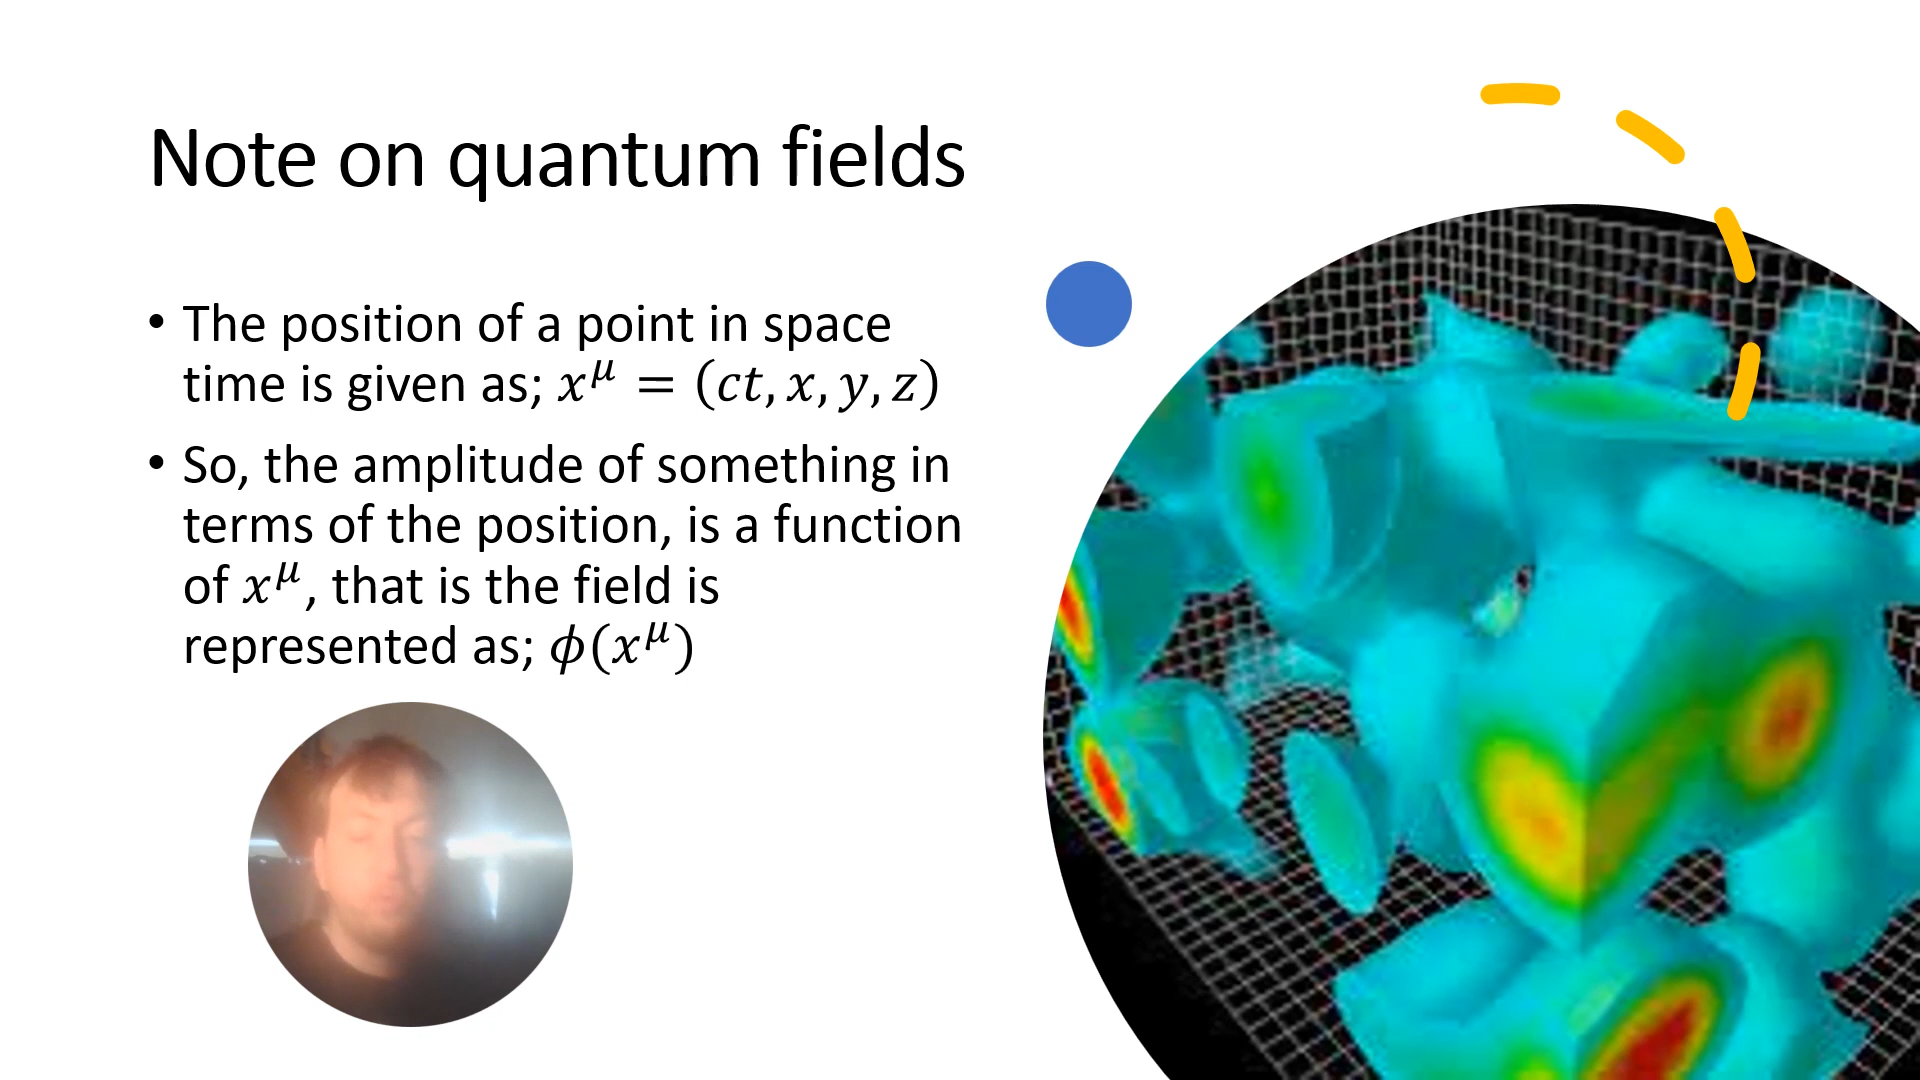 Note on quantum fields
• The position of a point in space
time is given as; x^μ = (ct, x, y, z)
• So, the amplitude of something in
terms of the position, is a function
of x^μ, that is the field is
represented as; ϕ(x^μ)